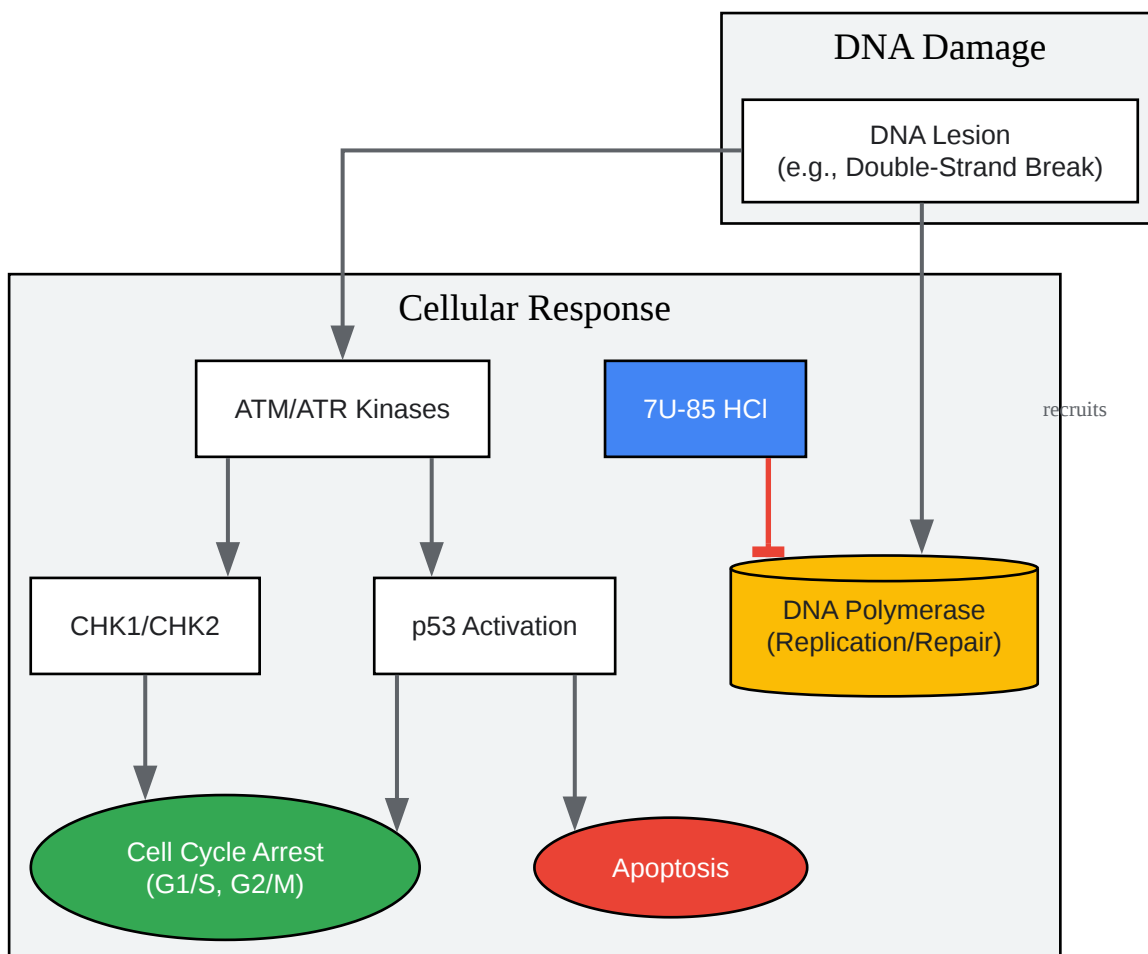 DNA Damage
DNA Lesion
(e.g., Double-Strand Break)
Cellular Response
ATM/ATR Kinases
7U-85 HCl
recruits
CHK1/CHK2
p53 Activation
DNA Polymerase
(Replication/Repair)
Cell Cycle Arrest
(G1/S, G2/M)
Apoptosis